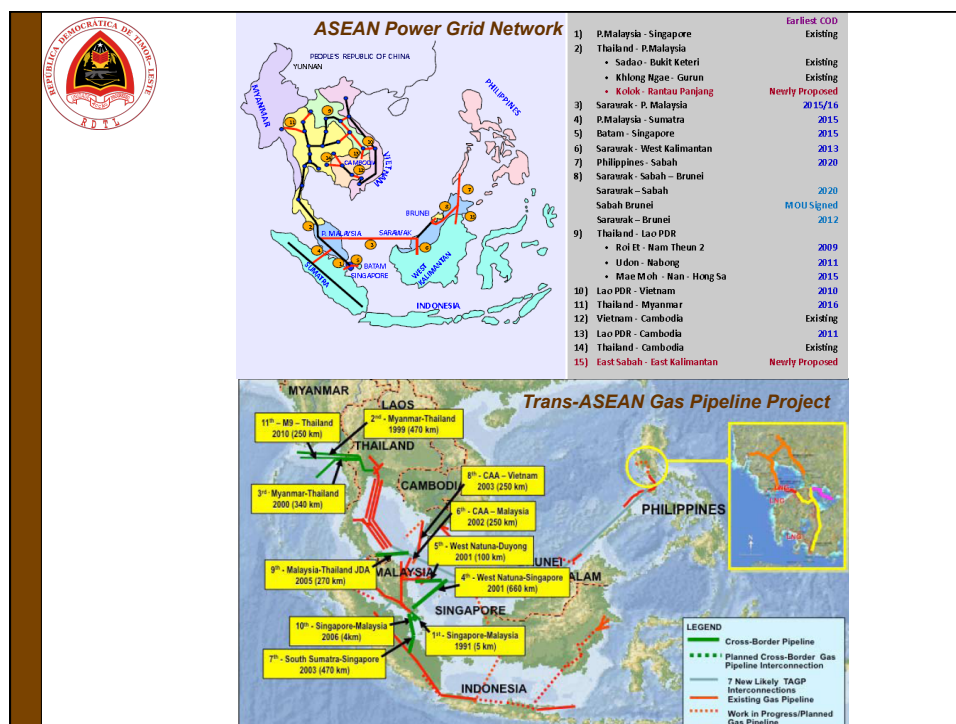 REPÚBLICA DEMOCRÁTICA DE TIMOR-LESTE
RDTL
ASEAN Power Grid Network
PEOPLE'S REPUBLIC OF CHINA
YUNNAN
MYANMAR
PHILIPPINES
CAMBODIA
VIETNAM
BRUNEI
P. MALAYSIA
SARAWAK
BATAM
SINGAPORE
SUMATRA
WEST KALIMANTAN
INDONESIA
Earliest COD
1) P.Malaysia - Singapore Existing
2) Thailand - P.Malaysia
• Sadao - Bukit Keteri Existing
• Khlong Ngae - Gurun Existing
• Kolok - Rantau Panjang Newly Proposed
3) Sarawak - P. Malaysia 2015/16
4) P.Malaysia - Sumatra 2015
5) Batam - Singapore 2015
6) Sarawak - West Kalimantan 2013
7) Philippines - Sabah 2020
8) Sarawak - Sabah – Brunei
Sarawak – Sabah 2020
Sabah Brunei MOU Signed
Sarawak – Brunei 2012
9) Thailand - Lao PDR
• Roi Et - Nam Theun 2 2009
• Udon - Nabong 2011
• Mae Moh - Nan - Hong Sa 2015
10) Lao PDR - Vietnam 2010
11) Thailand - Myanmar 2016
12) Vietnam - Cambodia Existing
13) Lao PDR - Cambodia 2011
14) Thailand - Cambodia Existing
15) East Sabah - East Kalimantan Newly Proposed
Trans-ASEAN Gas Pipeline Project
MYANMAR
LAOS
11th – M9 – Thailand
2010 (250 km)
2nd - Myanmar-Thailand
1999 (470 km)
THAILAND
3rd - Myanmar-Thailand
2000 (340 km)
CAMBODI
8th - CAA – Vietnam
2003 (250 km)
6th - CAA – Malaysia
2002 (250 km)
PHILIPPINES
5th - West Natuna-Duyong
2001 (100 km)
9th - Malaysia-Thailand JDA
2005 (270 km)
MALAYSIA
RUNEI
ALAM
4th - West Natuna-Singapore
2001 (660 km)
SINGAPORE
10th - Singapore-Malaysia
2006 (4km)
1st - Singapore-Malaysia
1991 (5 km)
7th - South Sumatra-Singapore
2003 (470 km)
INDONESIA
LNG
LNG
LNG
LEGEND
Cross-Border Pipeline
Planned Cross-Border Gas
Pipeline Interconnection
7 New Likely TAGP
Interconnections
Existing Gas Pipeline
Work in Progress/Planned
Gas Pipeline